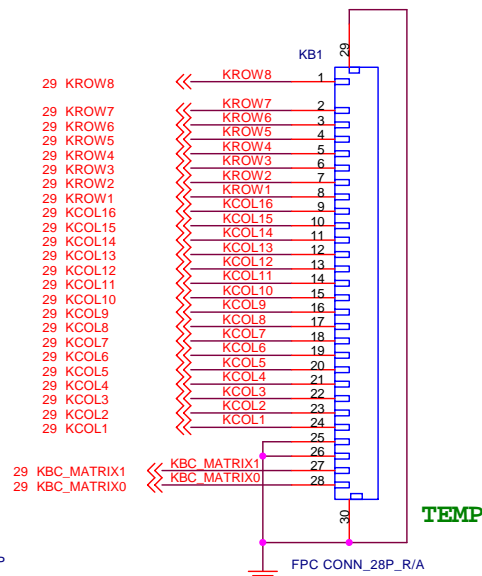 29
KB1
29 KROW8 KROW8 1
29 KROW7 KROW7 2
29 KROW6 KROW6 3
29 KROW5 KROW5 4
29 KROW4 KROW4 5
29 KROW3 KROW3 6
29 KROW2 KROW2 7
29 KROW1 KROW1 8
29 KCOL16 KCOL16 9
29 KCOL15 KCOL15 10
29 KCOL14 KCOL14 11
29 KCOL13 KCOL13 12
29 KCOL12 KCOL12 13
29 KCOL11 KCOL11 14
29 KCOL10 KCOL10 15
29 KCOL9 KCOL9 16
29 KCOL8 KCOL8 17
29 KCOL7 KCOL7 18
29 KCOL6 KCOL6 19
29 KCOL5 KCOL5 20
29 KCOL4 KCOL4 21
29 KCOL3 KCOL3 22
29 KCOL2 KCOL2 23
29 KCOL1 KCOL1 24
25
26
29 KBC_MATRIX1 KBC_MATRIX1 27
29 KBC_MATRIX0 KBC_MATRIX0 28
30
TEMP
P
FPC CONN_28P_R/A